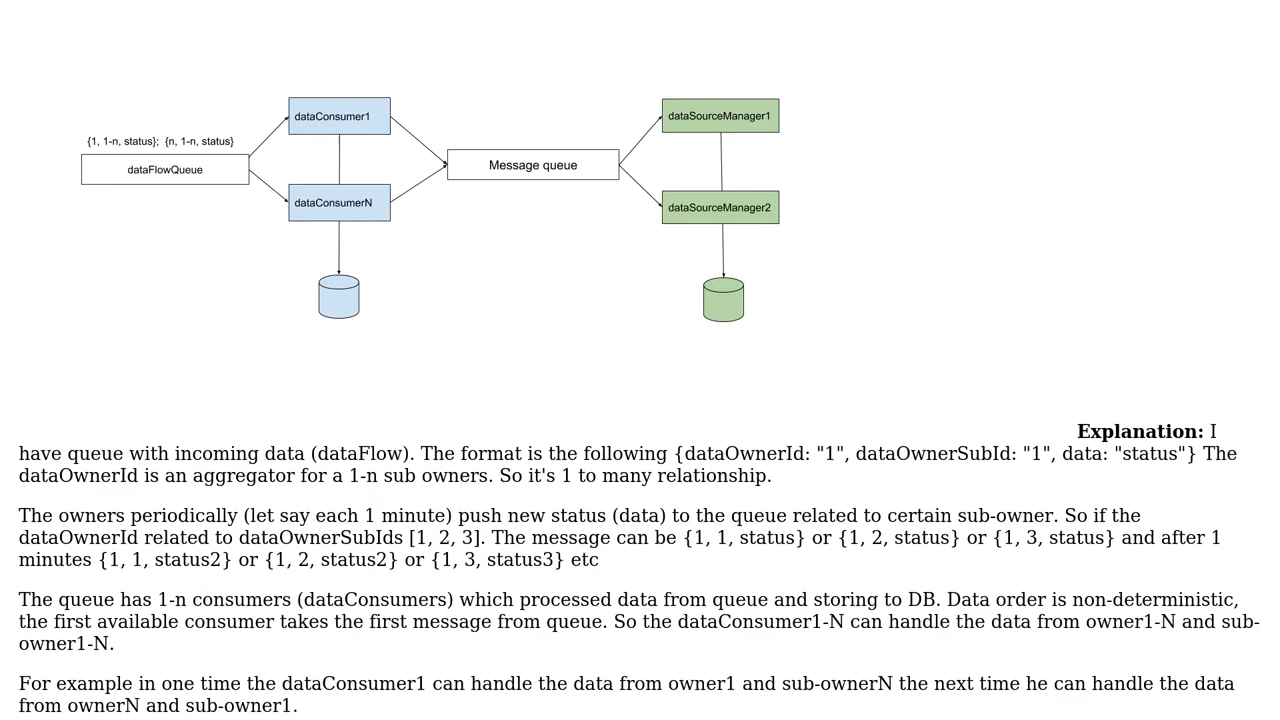 {1, 1-n, status};  {n, 1-n, status}
dataFlowQueue
dataConsumer1
dataConsumerN
Message queue
dataSourceManager1
dataSourceManager2
Explanation: I
have queue with incoming data (dataFlow). The format is the following {dataOwnerId: "1", dataOwnerSubId: "1", data: "status"} The
dataOwnerId is an aggregator for a 1-n sub owners. So it's 1 to many relationship.
The owners periodically (let say each 1 minute) push new status (data) to the queue related to certain sub-owner. So if the
dataOwnerId related to dataOwnerSubIds [1, 2, 3]. The message can be {1, 1, status} or {1, 2, status} or {1, 3, status} and after 1
minutes {1, 1, status2} or {1, 2, status2} or {1, 3, status3} etc
The queue has 1-n consumers (dataConsumers) which processed data from queue and storing to DB. Data order is non-deterministic,
the first available consumer takes the first message from queue. So the dataConsumer1-N can handle the data from owner1-N and sub-
owner1-N.
For example in one time the dataConsumer1 can handle the data from owner1 and sub-ownerN the next time he can handle the data
from ownerN and sub-owner1.